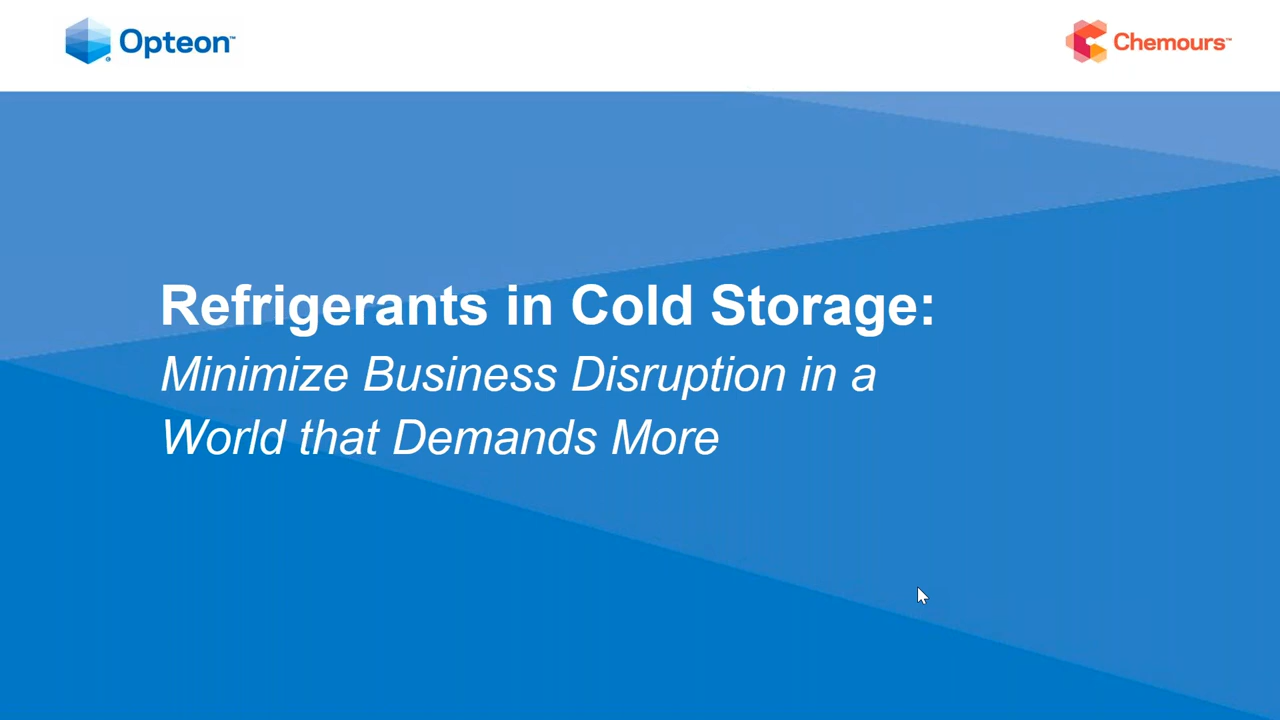 Opteon™
Chemours™
Refrigerants in Cold Storage:
Minimize Business Disruption in a
World that Demands More